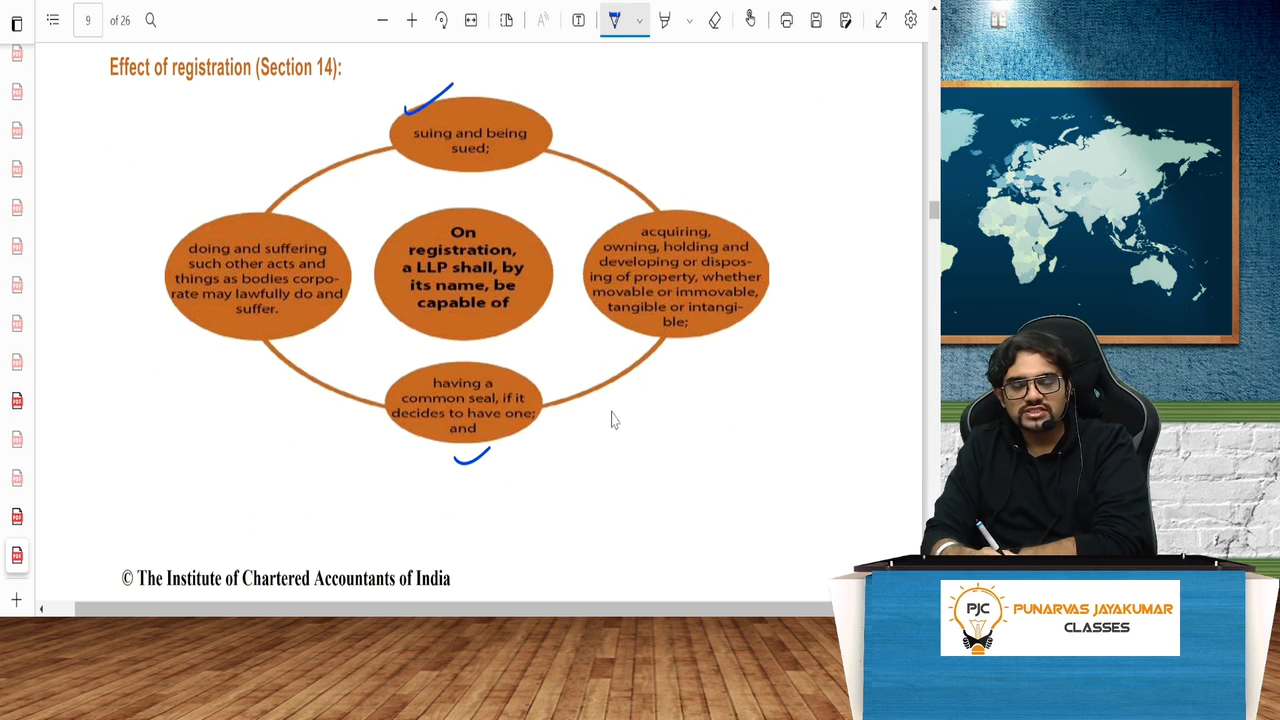 9 of 26
Effect of registration (Section 14):
suing and being
sued;
doing and suffering
such other acts and
things as bodies corpo-
rate may lawfully do and
suffer.
On
registration,
a LLP shall, by
its name, be
capable of
acquiring,
owning, holding and
developing or dispos-
ing of property, whether
movable or immovable,
tangible or intangi-
ble;
having a
common seal, if it
decides to have one;
and
© The Institute of Chartered Accountants of India
PJC
PUNARVAS JAYAKUMAR
CLASSES